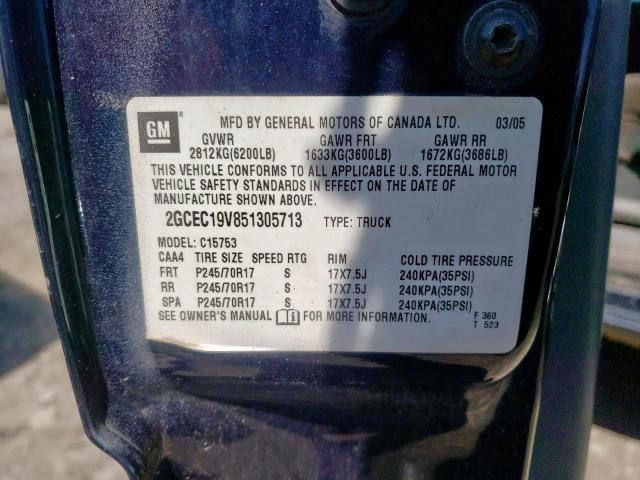 GM
MFD BY GENERAL MOTORS OF CANADA LTD. 03/05
GVWR GAWR FRT GAWR RR
2812KG(6200LB) 1633KG(3600LB) 1672KG(3686LB)
THIS VEHICLE CONFORMS TO ALL APPLICABLE U.S. FEDERAL MOTOR
VEHICLE SAFETY STANDARDS IN EFFECT ON THE DATE OF
MANUFACTURE SHOWN ABOVE.
2GCEC19V851305713 TYPE: TRUCK
MODEL: C15753
CAA4 TIRE SIZE SPEED RTG RIM COLD TIRE PRESSURE
FRT P245/70R17 S 17X7.5J 240KPA(35PSI)
RR P245/70R17 S 17X7.5J 240KPA(35PSI)
SPA P245/70R17 S 17X7.5J 240KPA(35PSI)
SEE OWNER'S MANUAL FOR MORE INFORMATION. F 360
T 523